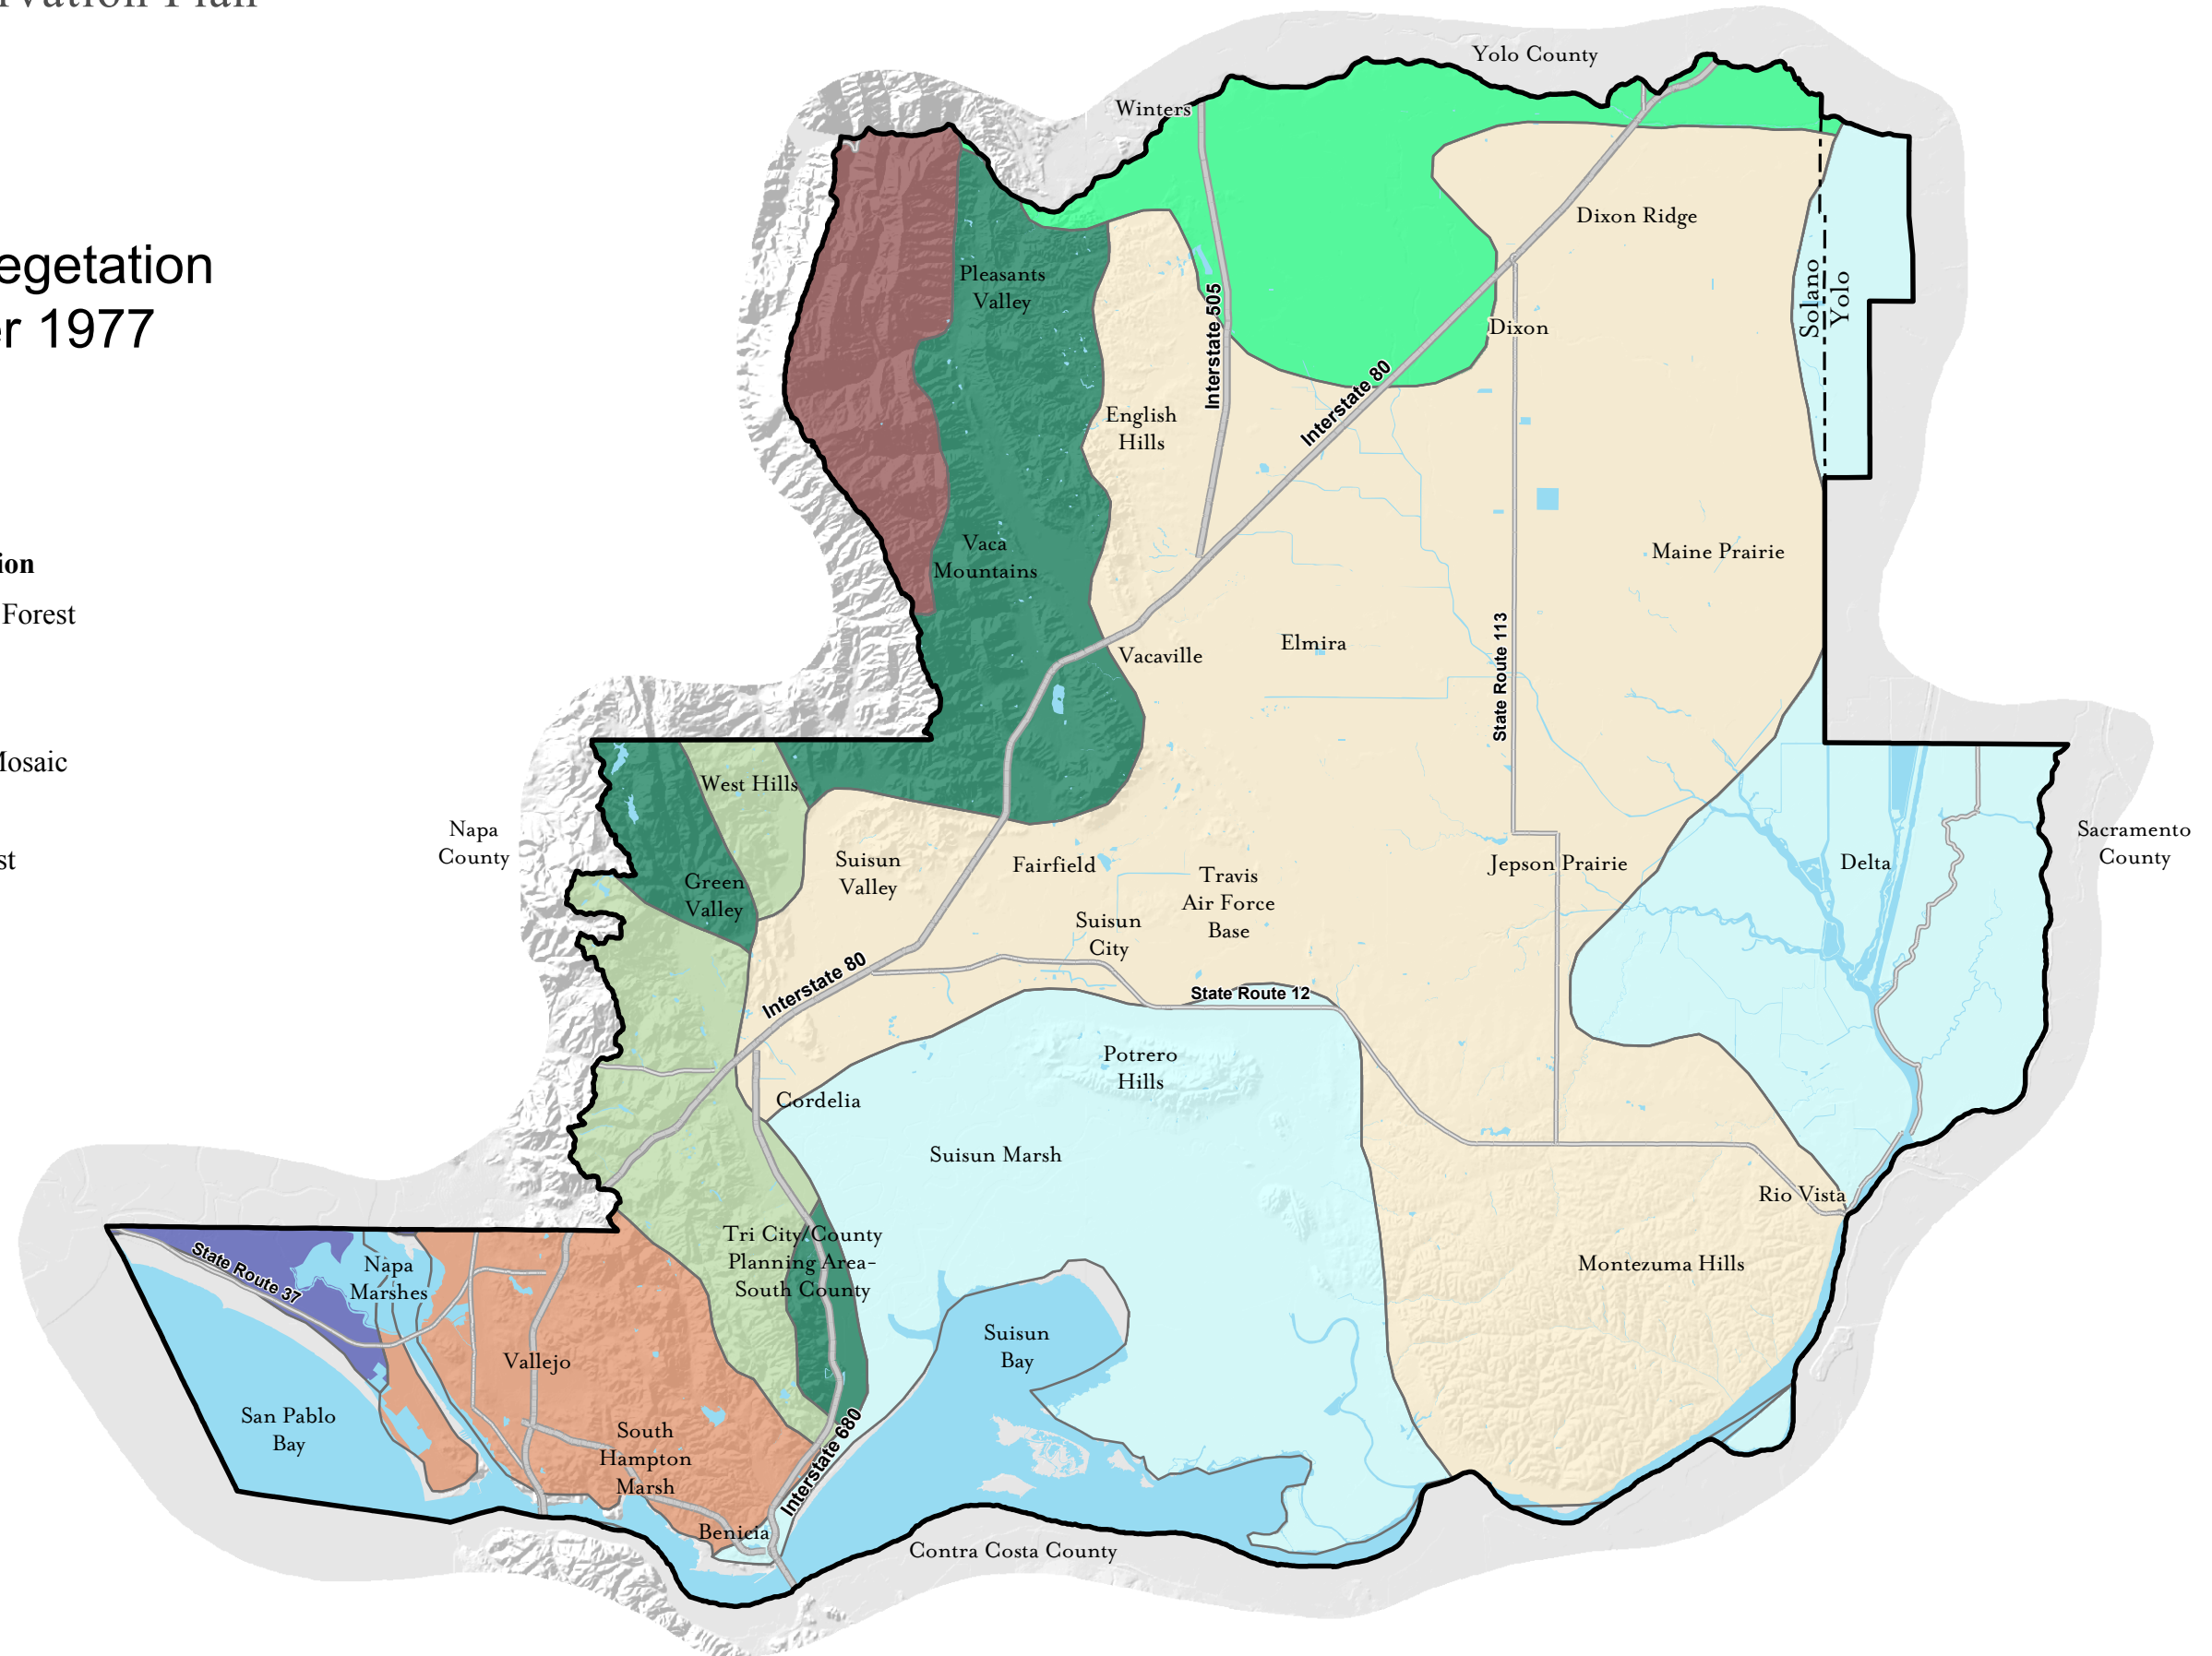 Plan
1977
Forest
Yolo County
Winters
Dixon Ridge
Pleasants
Valley
Solano
Yolo
Interstate 505
Dixon
Interstate 80
English
Hills
Vaca
Mountains
Maine Prairie
State Route 113
Elmira
Vacaville
West Hills
Napa
County
Sacramento
County
Suisun
Valley
Fairfield
Jepson Prairie
Delta
Travis
Air Force
Base
Green
Valley
Suisun
City
Interstate 80
State Route 12
Potrero
Hills
Cordelia
Suisun Marsh
Rio Vista
Tri City/County
Planning Area-
South County
State Route 37
Napa
Marshes
Montezuma Hills
Suisun
Bay
Vallejo
San Pablo
Bay
South
Hampton
Marsh
Interstate 680
Benicia
Contra Costa County